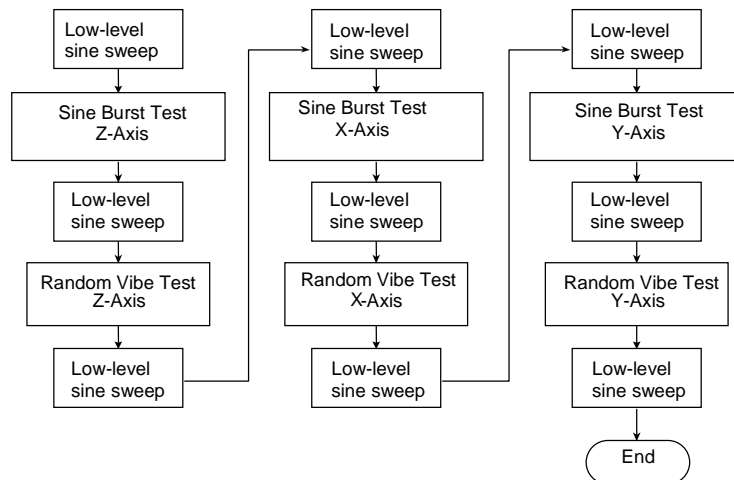 Low-level
sine sweep
Sine Burst Test
Z-Axis
Low-level
sine sweep
Random Vibe Test
Z-Axis
Low-level
sine sweep
Low-level
sine sweep
Sine Burst Test
X-Axis
Low-level
sine sweep
Random Vibe Test
X-Axis
Low-level
sine sweep
Low-level
sine sweep
Sine Burst Test
Y-Axis
Low-level
sine sweep
Random Vibe Test
Y-Axis
Low-level
sine sweep
End